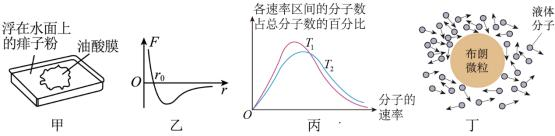 浮在水面上
的痱子粉
油酸膜
甲
F
r₀
O
r
乙
各速率区间的分子数
占总分子数的百分比
T₁
T₂
O
分子的
速率
丙
液体
分子
布朗
微粒
丁